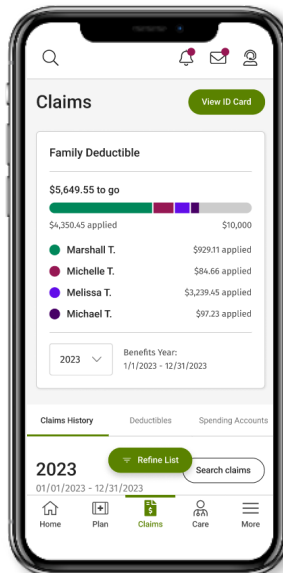 Claims
View ID Card
Family Deductible
$5,649.55 to go
$4,350.45 applied $10,000
Marshall T. $929.11 applied
Michelle T. $84.66 applied
Melissa T. $3,239.45 applied
Michael T. $97.23 applied
2023
Benefits Year:
1/1/2023 - 12/31/2023
Claims History Deductibles Spending Accounts
Refine List
2023 Search claims
01/01/2023 - 12/31/2023
Home Plan Claims Care More